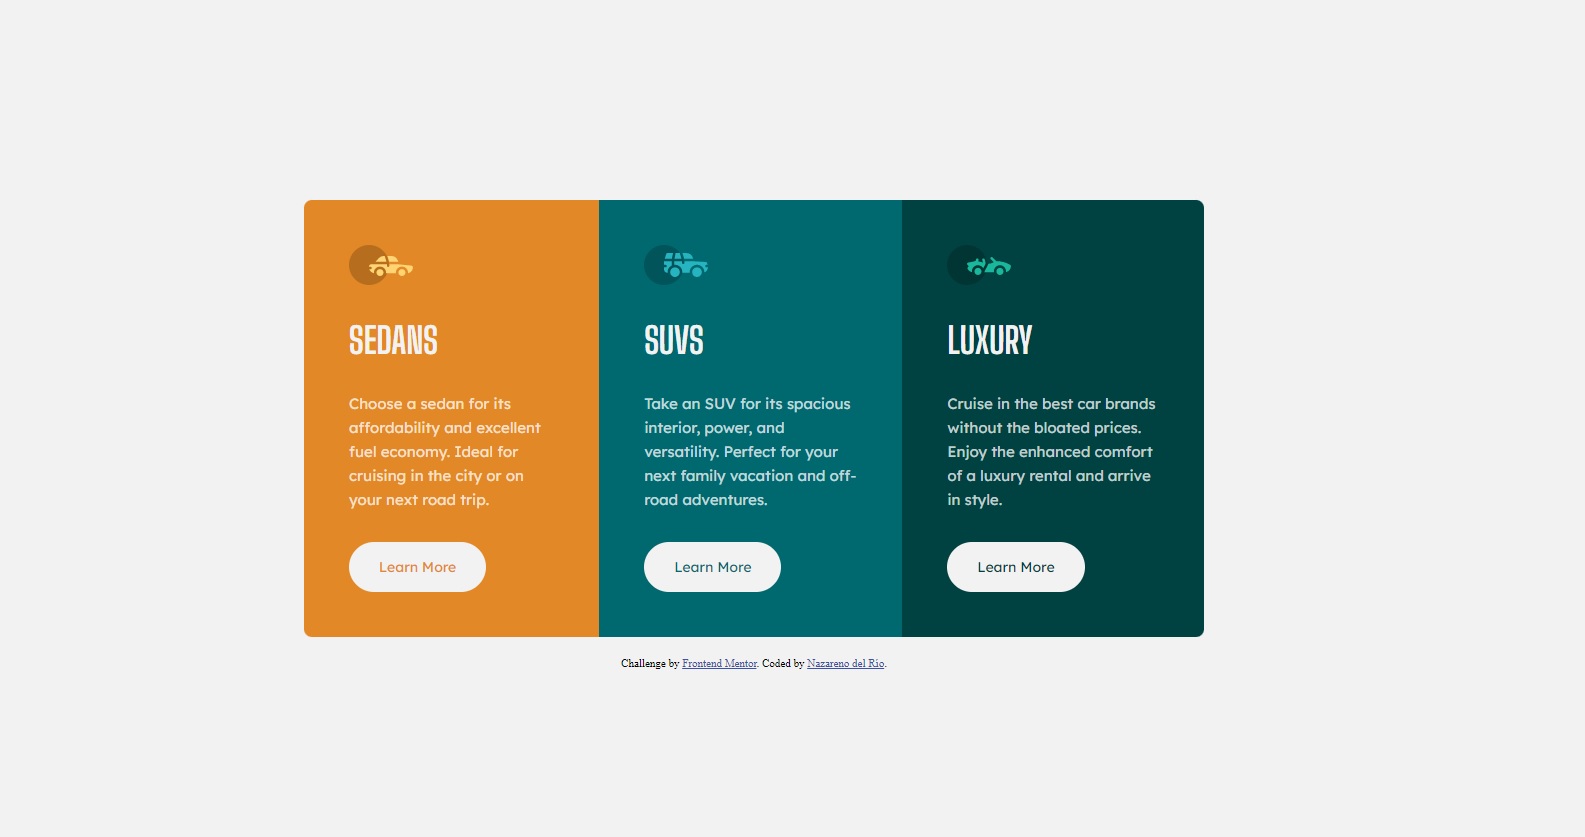 SEDANS
Choose a sedan for its
affordability and excellent
fuel economy. Ideal for
cruising in the city or on
your next road trip.
Learn More
SUVS
Take an SUV for its spacious
interior, power, and
versatility. Perfect for your
next family vacation and off-
road adventures.
Learn More
LUXURY
Cruise in the best car brands
without the bloated prices.
Enjoy the enhanced comfort
of a luxury rental and arrive
in style.
Learn More
Challenge by Frontend Mentor. Coded by Nazareno del Río.